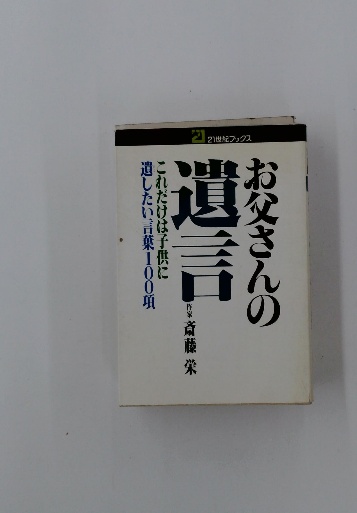 21 21世紀ブックス
お父さんの
遺言
作家 斎藤 栄
これだけは子供に
遺したい言葉100項